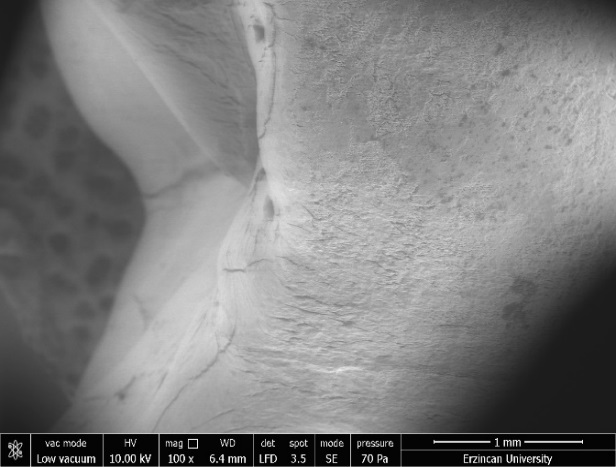 vac mode HV mag WD det spot mode pressure 1 mm
Low vacuum 10.00 kV 100 x 6.4 mm LFD 3.5 SE 70 Pa Erzincan University